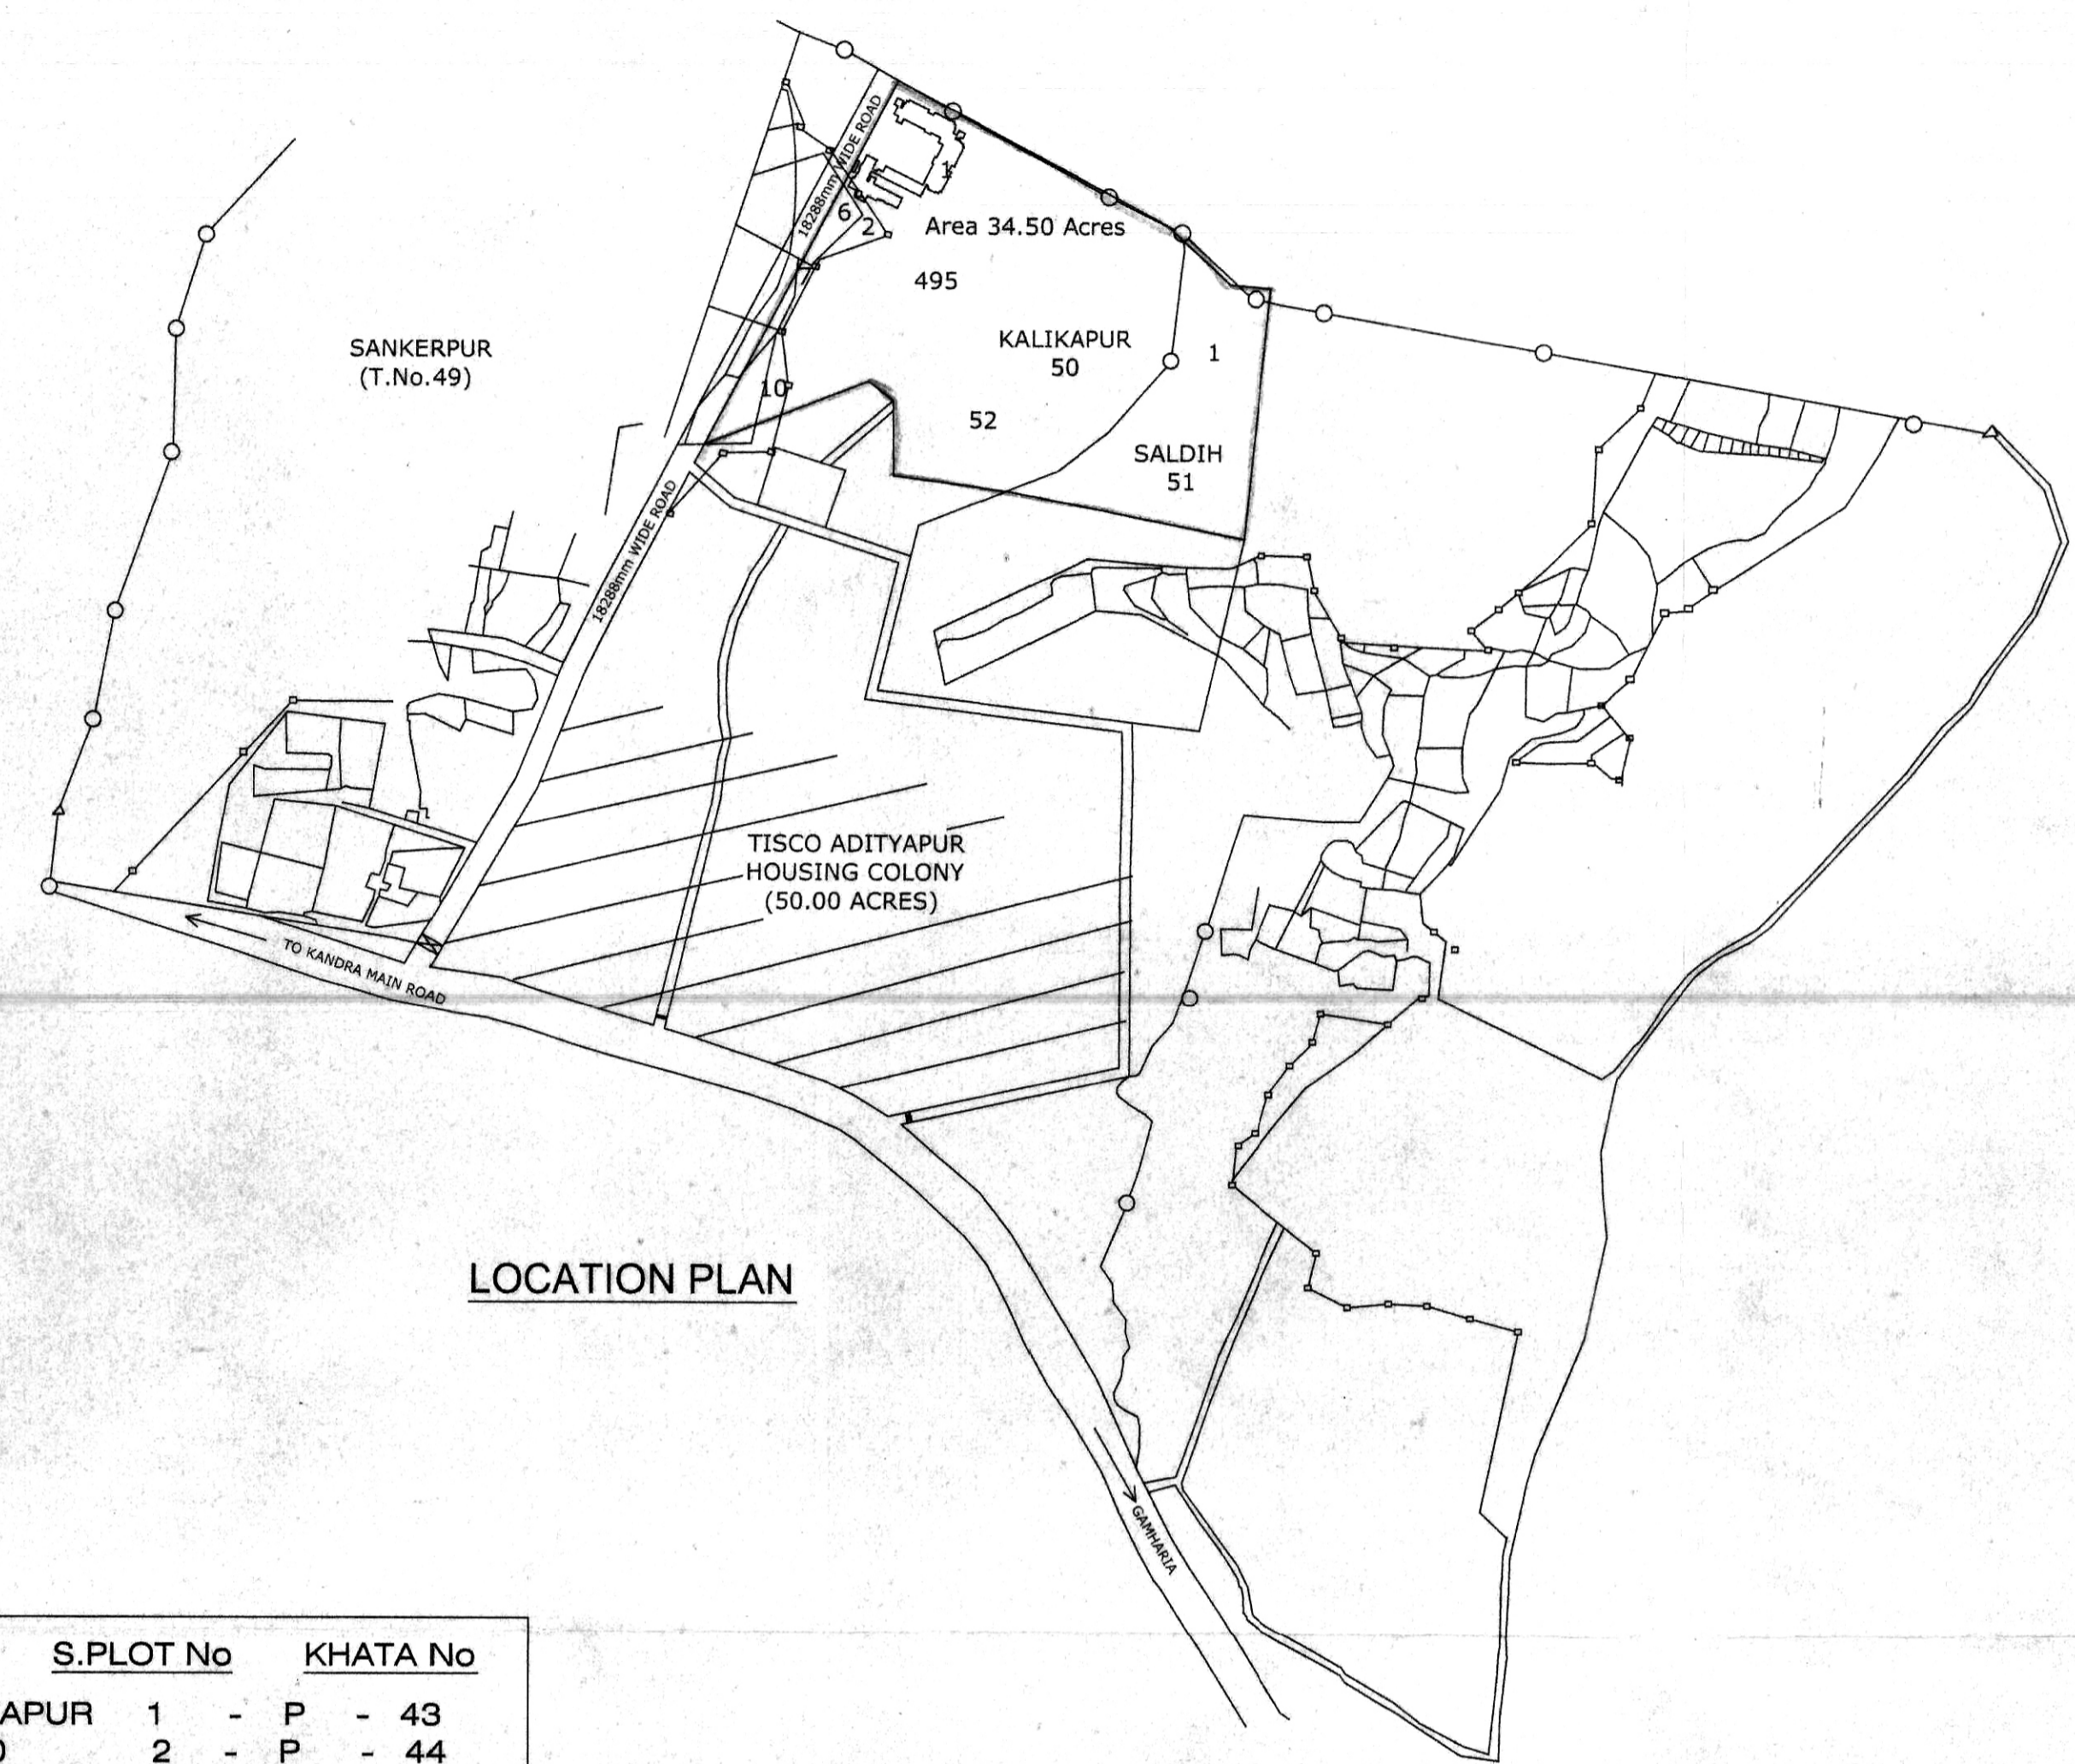 18288mm WIDE ROAD
1
6
2
Area 34.50 Acres
7
495
SANKERPUR
(T.No.49)
KALIKAPUR
50
1
10
52
SALDIH
51
18288mm WIDE ROAD
TISCO ADITYAPUR
HOUSING COLONY
(50.00 ACRES)
TO KANDRA MAIN ROAD
LOCATION PLAN
GAMHARIA
S.PLOT No KHATA No
APUR 1 - P - 43
2 - P - 44